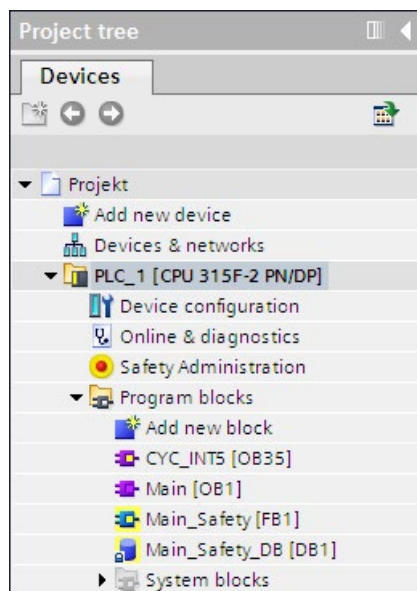 Project tree
Devices
Projekt
Add new device
Devices & networks
PLC_1 [CPU 315F-2 PN/DP]
Device configuration
Online & diagnostics
Safety Administration
Program blocks
Add new block
CYC_INT5 [OB35]
Main [OB1]
Main_Safety [FB1]
Main_Safety_DB [DB1]
System blocks